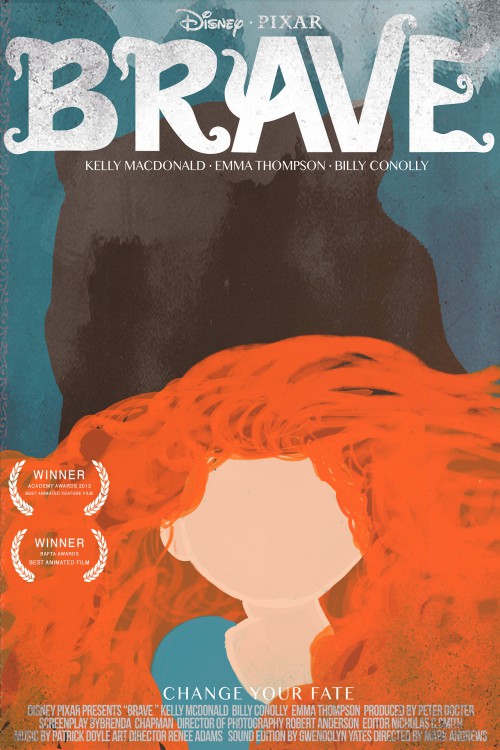 Disney · PIXAR
BRAVE
KELLY MACDONALD · EMMA THOMPSON · BILLY CONOLLY
WINNER
ACADEMY AWARDS 2013
BEST ANIMATED FEATURE FILM
WINNER
BAFTA AWARDS
BEST ANIMATED FILM
CHANGE YOUR FATE
DISNEY PIXAR PRESENTS "BRAVE" KELLY MCDONALD BILLY CONOLLY EMMA THOMPSON PRODUCED BY PETER DOCTER
SCREENPLAY BYBRENDA CHAPMAN DIRECTOR OF PHOTOGRAPHY ROBERT ANDERSON EDITOR NICHOLAS C.SMITH
MUSIC BY PATRICK DOYLE ART DIRECTOR RENEE ADAMS SOUND EDITION BY GWENDOOLYN YATES DIRECTED BY MARK ANDREWS